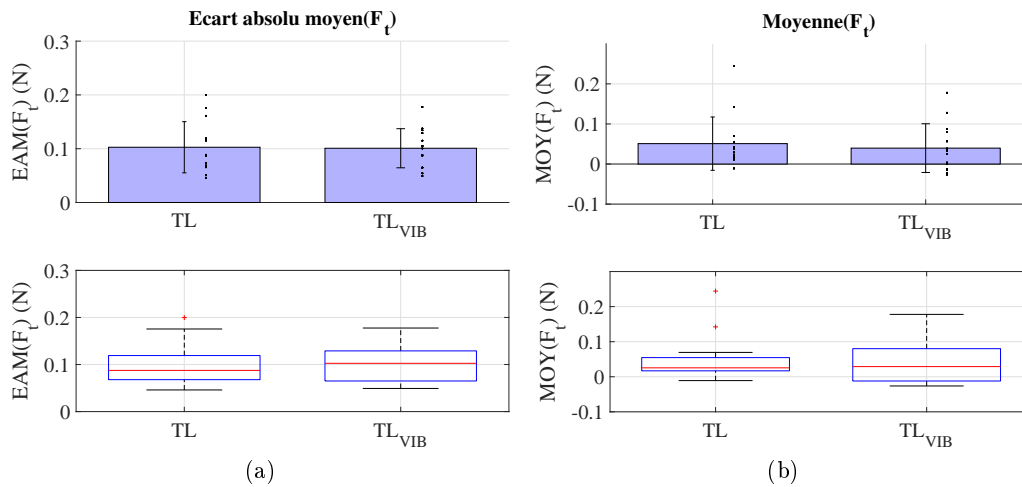 Ecart absolu moyen(F_t)
EAM(F_t) (N)
0.3
0.2
0.1
0
TL
TL_VIB
EAM(F_t) (N)
0.3
0.2
0.1
0
TL
TL_VIB
(a)
Moyenne(F_t)
MOY(F_t) (N)
0.2
0.1
0
-0.1
TL
TL_VIB
MOY(F_t) (N)
0.2
0.1
0
-0.1
TL
TL_VIB
(b)